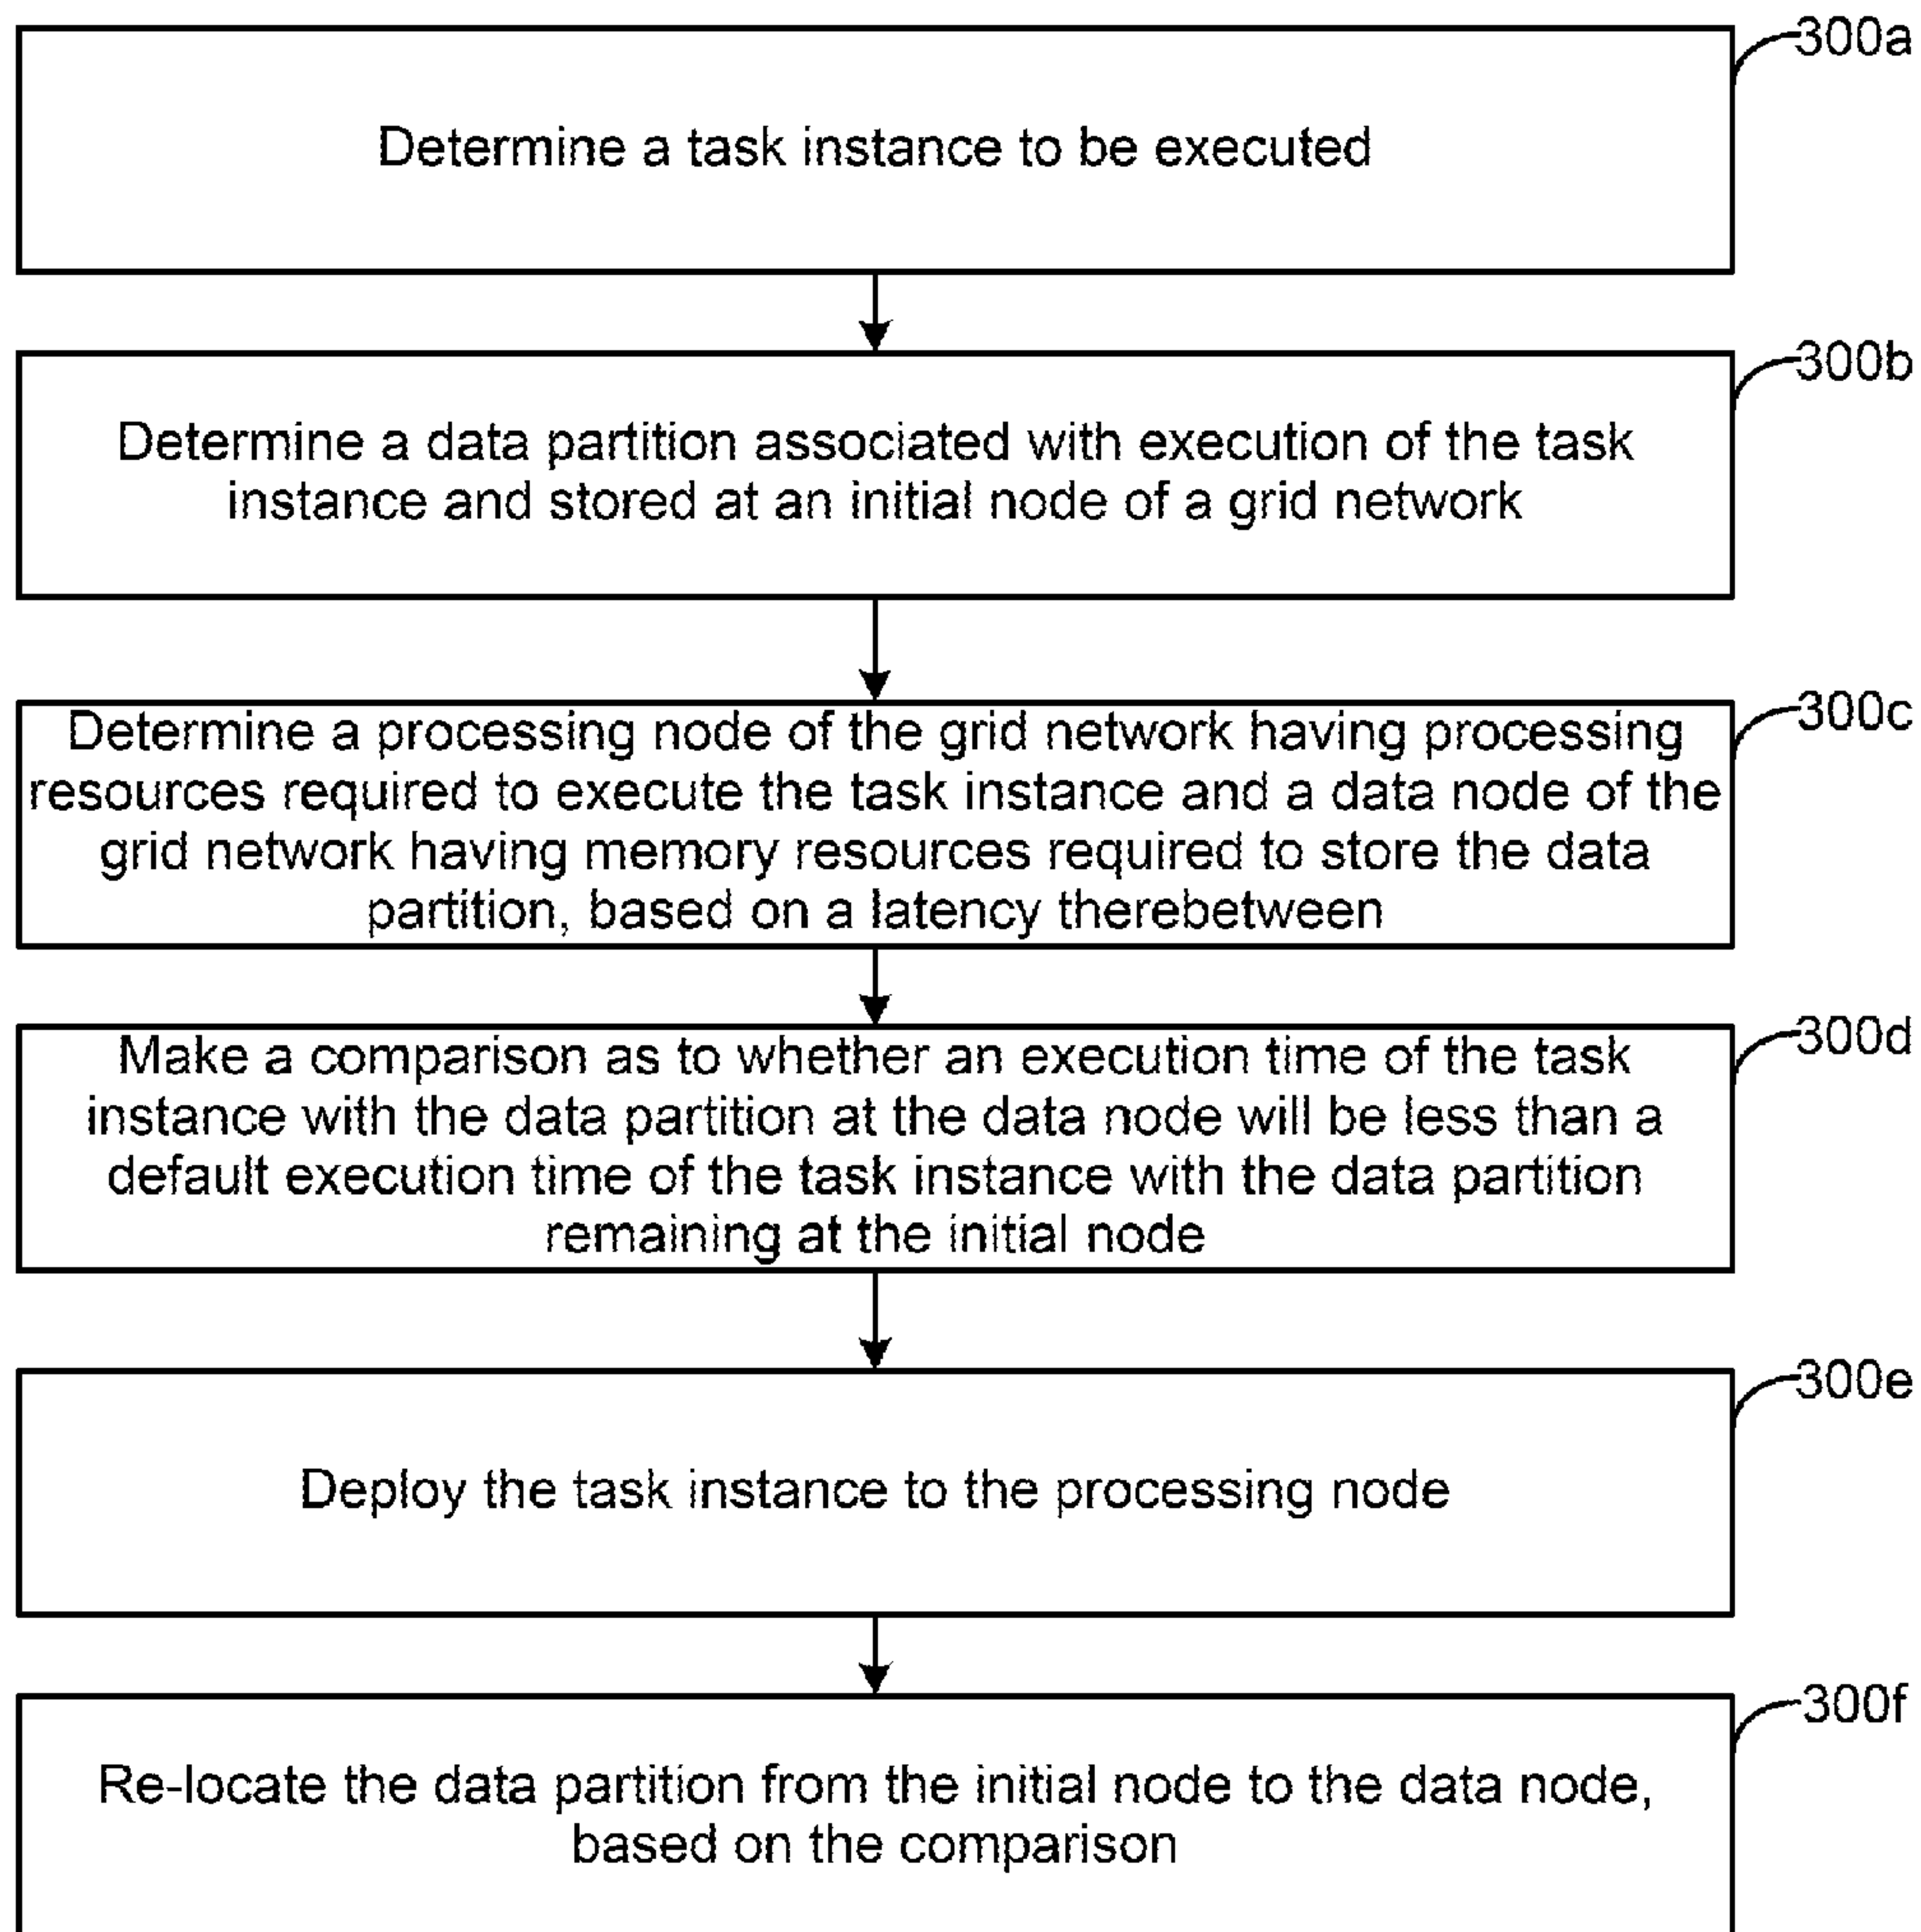 300a
Determine a task instance to be executed
300b
Determine a data partition associated with execution of the task
instance and stored at an initial node of a grid network
300c
Determine a processing node of the grid network having processing
resources required to execute the task instance and a data node of the
grid network having memory resources required to store the data
partition, based on a latency therebetween
300d
Make a comparison as to whether an execution time of the task
instance with the data partition at the data node will be less than a
default execution time of the task instance with the data partition
remaining at the initial node
300e
Deploy the task instance to the processing node
300f
Re-locate the data partition from the initial node to the data node,
based on the comparison